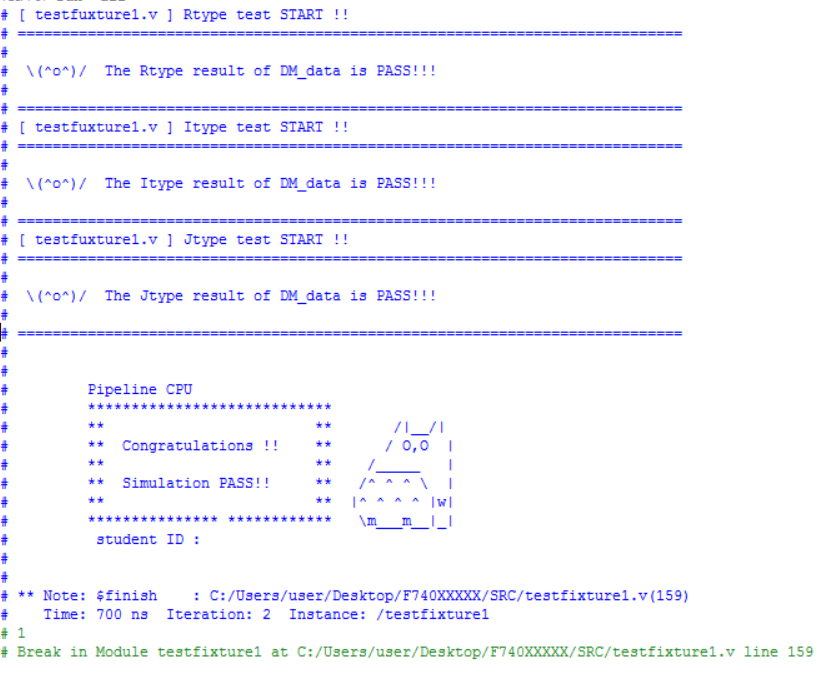 # [ testfuxture1.v ] Rtype test START !!
# =============================================================================
#
#  \(^o^)/  The Rtype result of DM_data is PASS!!!
#
# =============================================================================
# [ testfuxture1.v ] Itype test START !!
# =============================================================================
#
#  \(^o^)/  The Itype result of DM_data is PASS!!!
#
# =============================================================================
# [ testfuxture1.v ] Jtype test START !!
# =============================================================================
#
#  \(^o^)/  The Jtype result of DM_data is PASS!!!
#
# =============================================================================
#
#
#         Pipeline CPU
#         ****************************
#         **                        **       /|__/|
#         **  Congratulations !!    **      / O,O  |
#         **                        **    /_____   |
#         **  Simulation PASS!!     **   /^ ^ ^ \  |
#         **                        **  |^ ^ ^ ^ |w|
#         *************** ************   \m___m__|_|
#          student ID :
#
#
# ** Note: $finish    : C:/Users/user/Desktop/F740XXXXX/SRC/testfixture1.v(159)
#    Time: 700 ns  Iteration: 2  Instance: /testfixture1
# 1
# Break in Module testfixture1 at C:/Users/user/Desktop/F740XXXXX/SRC/testfixture1.v line 159